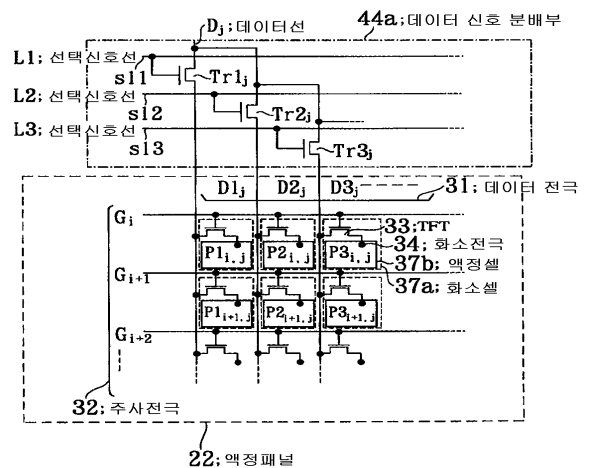 Dj;데이터선
44a;데이터 신호 분배부
L1;선택신호선
sl1
Tr1j
L2;선택신호선
sl2
Tr2j
L3;선택신호선
sl3
Tr3j
D1j D2j D3j
31;데이터 전극
Gi
33;TFT
34;화소전극
P1i,j P2i,j P3i,j
37b;액정셀
Gi+1
37a;화소셀
P1i+1,j P2i+1,j P3i+1,j
Gi+2
32;주사전극
22;액정패널